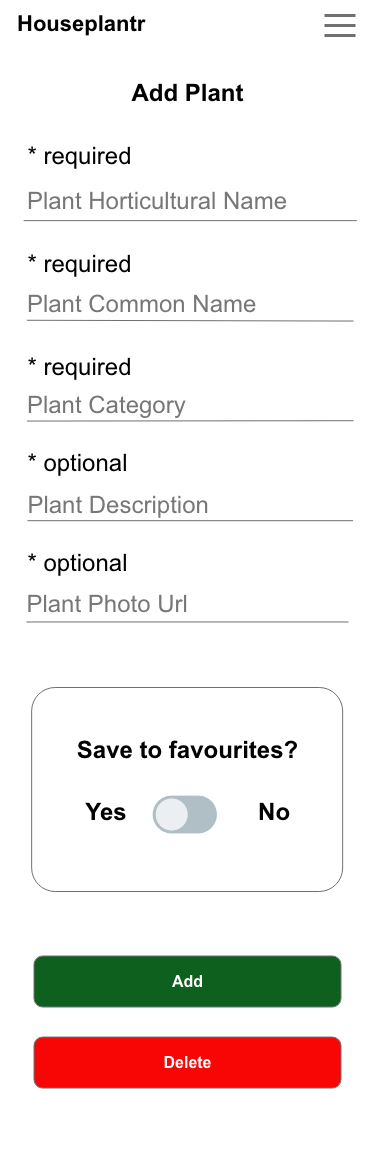 Houseplantr
Add Plant
* required
Plant Horticultural Name
* required
Plant Common Name
* required
Plant Category
* optional
Plant Description
* optional
Plant Photo Url
Save to favourites?
Yes No
Add
Delete